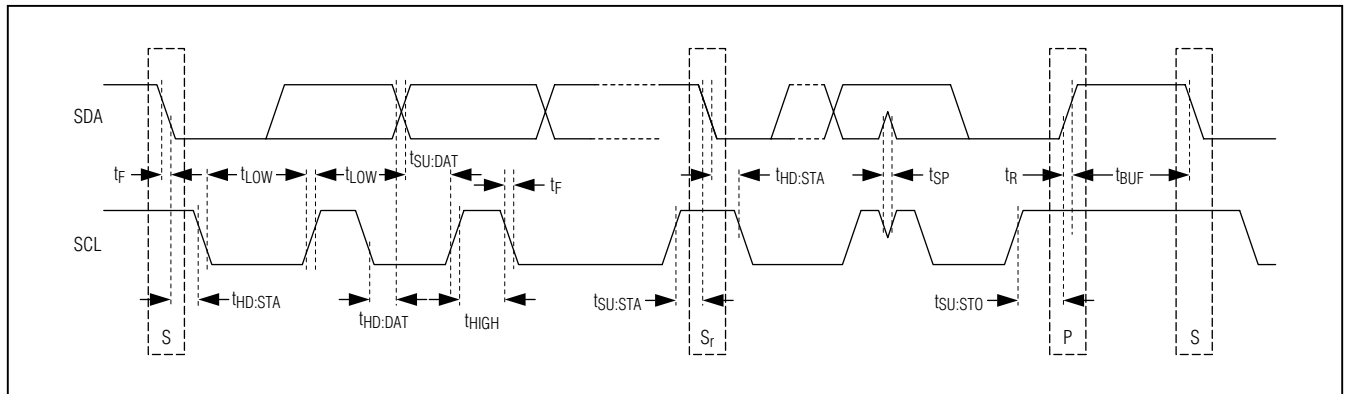 SDA
tF
tLOW
tLOW
tSU:DAT
tF
tHD:STA
tSP
tR
tBUF
SCL
tHD:STA
tHD:DAT
tHIGH
tSU:STA
tSU:STO
S
Sr
P
S